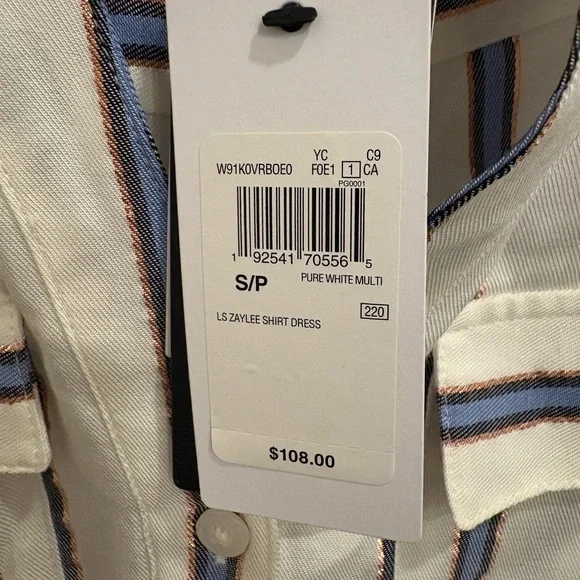 YC C9
W91K0VRBOE0 F0E1 1 CA
PG0001
1 92541 70556 5
S/P PURE WHITE MULTI
220
LS ZAYLEE SHIRT DRESS
$108.00